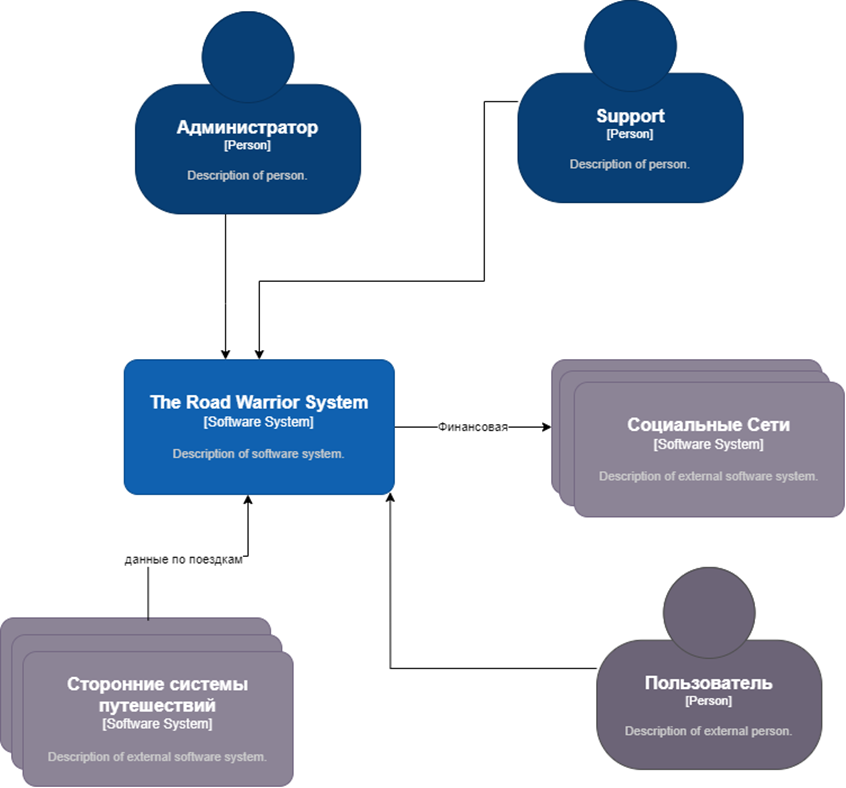 Администратор
[Person]
Description of person.
Support
[Person]
Description of person.
The Road Warrior System
[Software System]
Description of software system.
Финансовая
Социальные Сети
[Software System]
Description of external software system.
данные по поездкам
Сторонние системы
путешествий
[Software System]
Description of external software system.
Пользователь
[Person]
Description of external person.